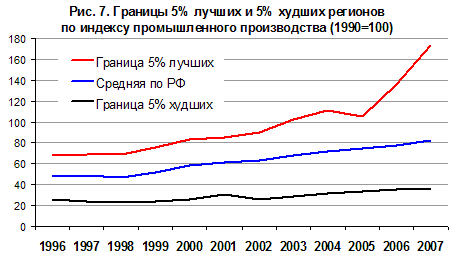 Рис. 7. Границы 5% лучших и 5% худших регионов
по индексу промышленного производства (1990=100)
180
160
140
120
100
80
60
40
20
0
Граница 5% лучших
Средняя по РФ
Граница 5% худших
1996 1997 1998 1999 2000 2001 2002 2003 2004 2005 2006 2007